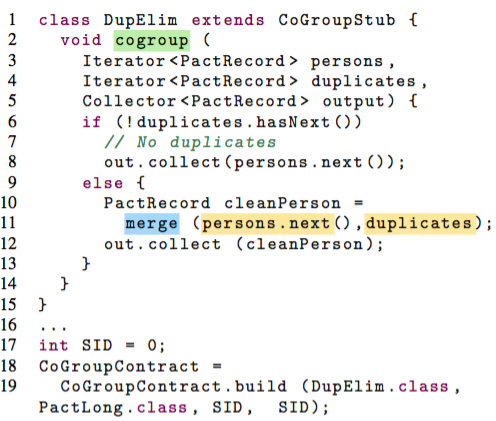 1 class DupElim extends CoGroupStub {
2 void cogroup (
3 Iterator<PactRecord> persons,
4 Iterator<PactRecord> duplicates,
5 Collector<PactRecord> output) {
6 if (!duplicates.hasNext())
7 // No duplicates
8 out.collect(persons.next());
9 else {
10 PactRecord cleanPerson =
11 merge (persons.next(),duplicates);
12 out.collect (cleanPerson);
13 }
14 }
15 }
16 ...
17 int SID = 0;
18 CoGroupContract =
19 CoGroupContract.build (DupElim.class,
PactLong.class, SID, SID);